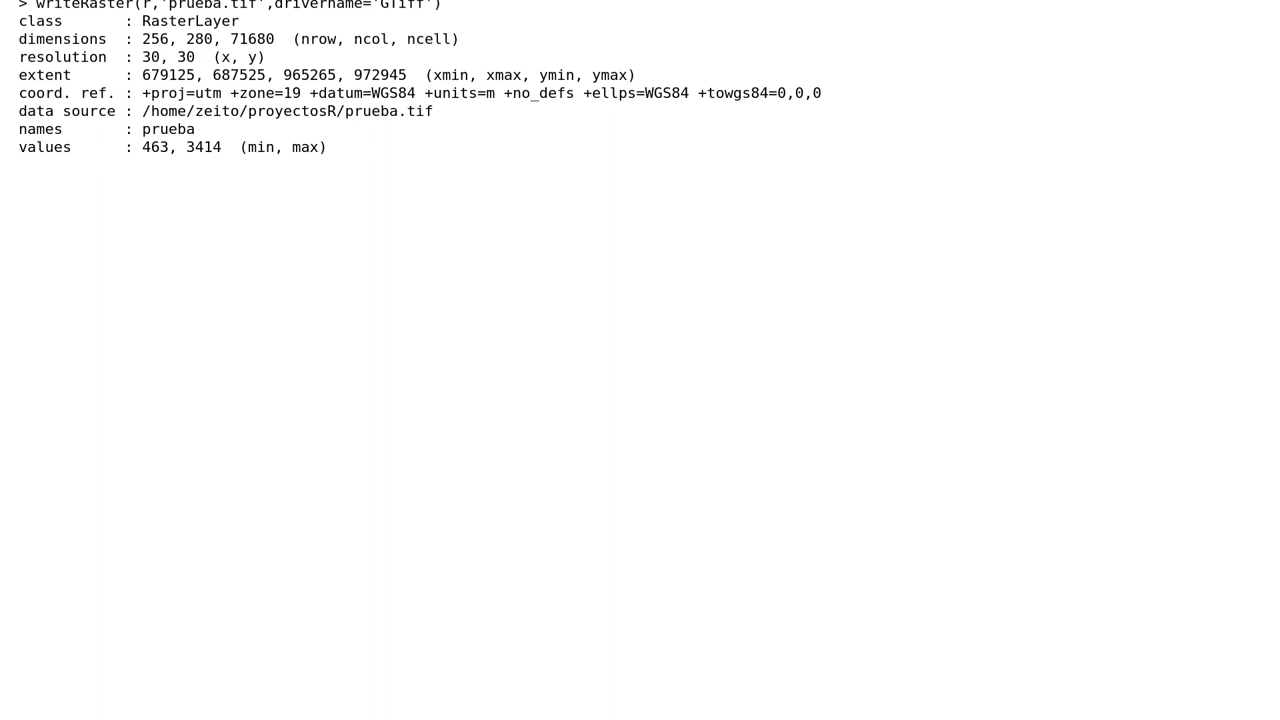 > writeRaster(r,'prueba.tif',drivername='GTiff')
class       : RasterLayer
dimensions  : 256, 280, 71680  (nrow, ncol, ncell)
resolution  : 30, 30  (x, y)
extent      : 679125, 687525, 965265, 972945  (xmin, xmax, ymin, ymax)
coord. ref. : +proj=utm +zone=19 +datum=WGS84 +units=m +no_defs +ellps=WGS84 +towgs84=0,0,0
data source : /home/zeito/proyectosR/prueba.tif
names       : prueba
values      : 463, 3414  (min, max)